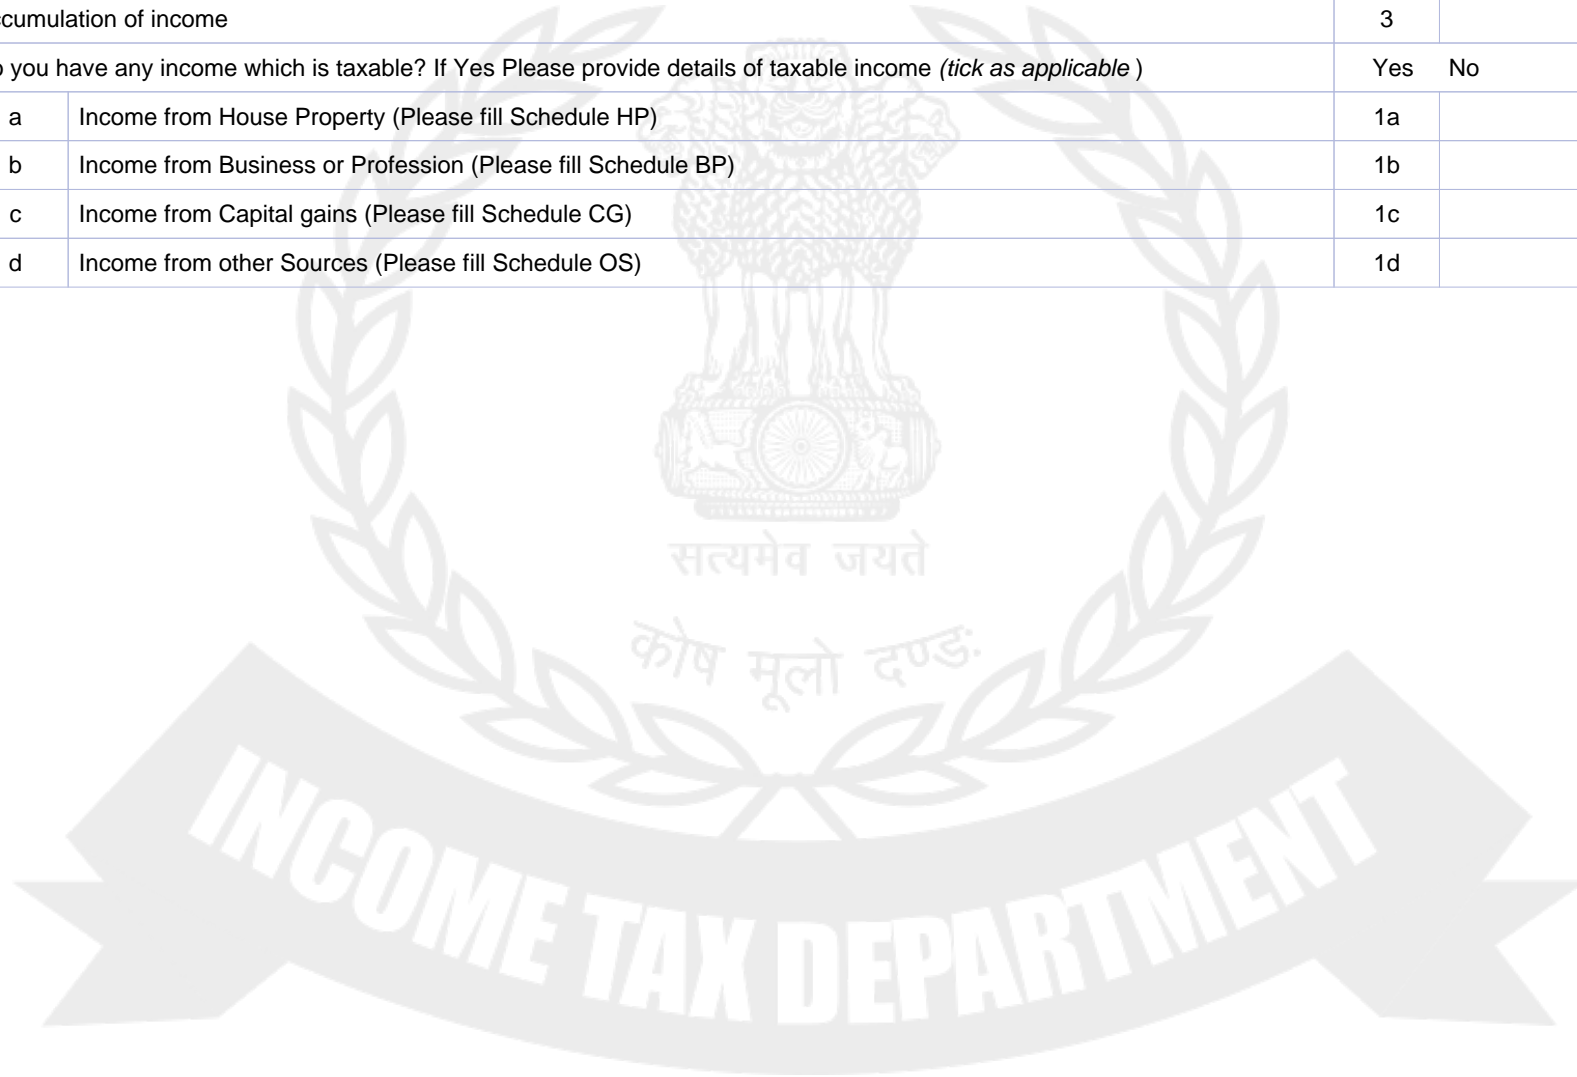 ccumulation of income 3
o you have any income which is taxable? If Yes Please provide details of taxable income (tick as applicable ) Yes No
a Income from House Property (Please fill Schedule HP) 1a
b Income from Business or Profession (Please fill Schedule BP) 1b
c Income from Capital gains (Please fill Schedule CG) 1c
d Income from other Sources (Please fill Schedule OS) 1d
सत्यमेव जयते
कोष मूलो दण्डः
INCOME TAX DEPARTMENT